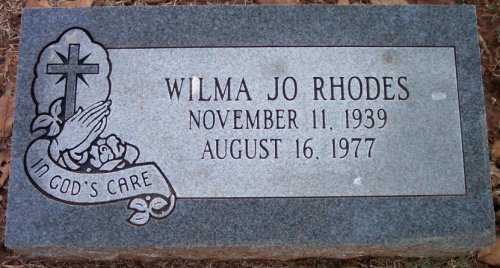 WILMA JO RHODES
NOVEMBER 11, 1939
AUGUST 16, 1977
IN GOD'S CARE